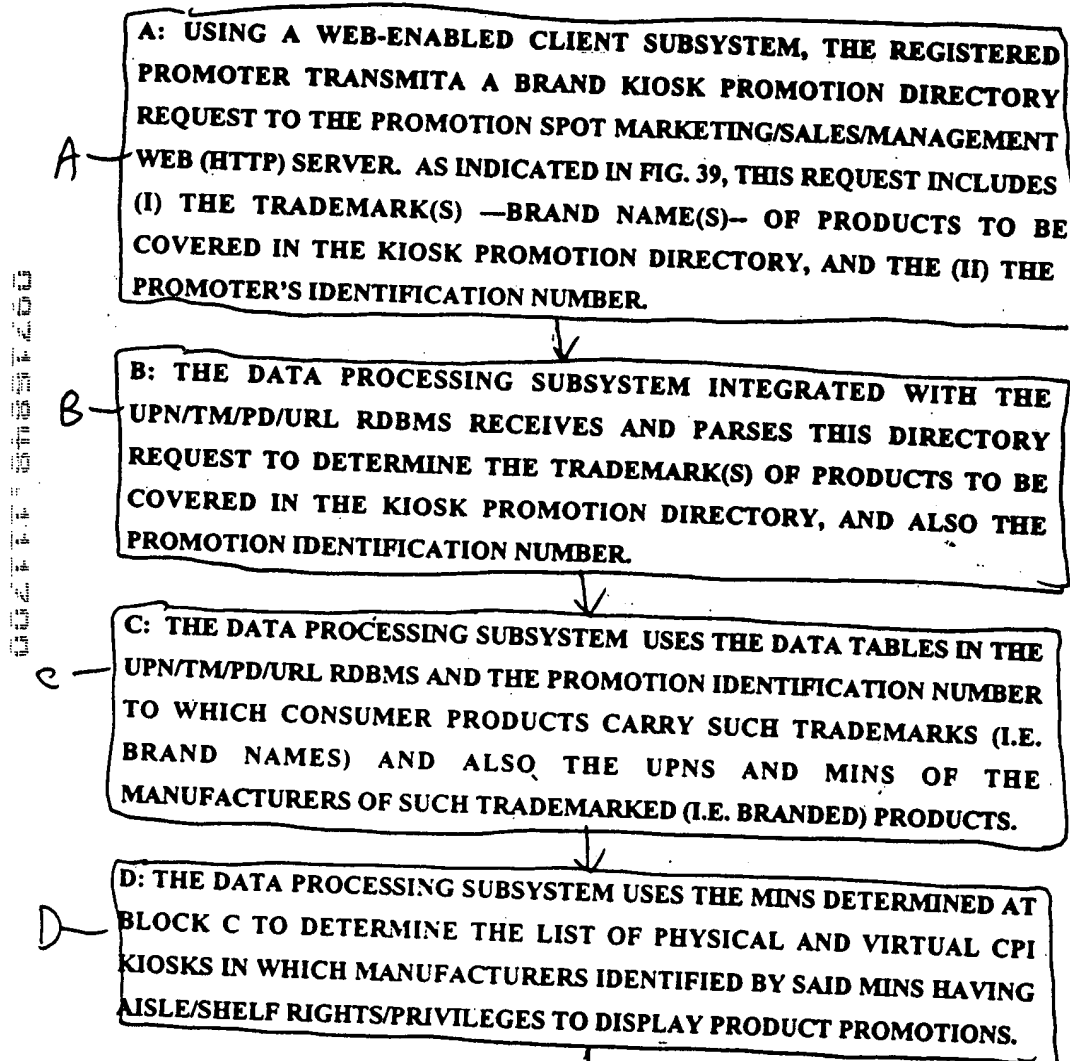 A: USING A WEB-ENABLED CLIENT SUBSYSTEM, THE REGISTERED
PROMOTER TRANSMITA A BRAND KIOSK PROMOTION DIRECTORY
REQUEST TO THE PROMOTION SPOT MARKETING/SALES/MANAGEMENT
A WEB (HTTP) SERVER. AS INDICATED IN FIG. 39, THIS REQUEST INCLUDES
(I) THE TRADEMARK(S) —BRAND NAME(S)-- OF PRODUCTS TO BE
COVERED IN THE KIOSK PROMOTION DIRECTORY, AND THE (II) THE
PROMOTER'S IDENTIFICATION NUMBER.
B: THE DATA PROCESSING SUBSYSTEM INTEGRATED WITH THE
B UPN/TM/PD/URL RDBMS RECEIVES AND PARSES THIS DIRECTORY
REQUEST TO DETERMINE THE TRADEMARK(S) OF PRODUCTS TO BE
COVERED IN THE KIOSK PROMOTION DIRECTORY, AND ALSO THE
PROMOTION IDENTIFICATION NUMBER.
C: THE DATA PROCESSING SUBSYSTEM USES THE DATA TABLES IN THE
C UPN/TM/PD/URL RDBMS AND THE PROMOTION IDENTIFICATION NUMBER
TO WHICH CONSUMER PRODUCTS CARRY SUCH TRADEMARKS (I.E.
BRAND NAMES) AND ALSO THE UPNS AND MINS OF THE
MANUFACTURERS OF SUCH TRADEMARKED (I.E. BRANDED) PRODUCTS.
D: THE DATA PROCESSING SUBSYSTEM USES THE MINS DETERMINED AT
D BLOCK C TO DETERMINE THE LIST OF PHYSICAL AND VIRTUAL CPI
KIOSKS IN WHICH MANUFACTURERS IDENTIFIED BY SAID MINS HAVING
AISLE/SHELF RIGHTS/PRIVILEGES TO DISPLAY PRODUCT PROMOTIONS.